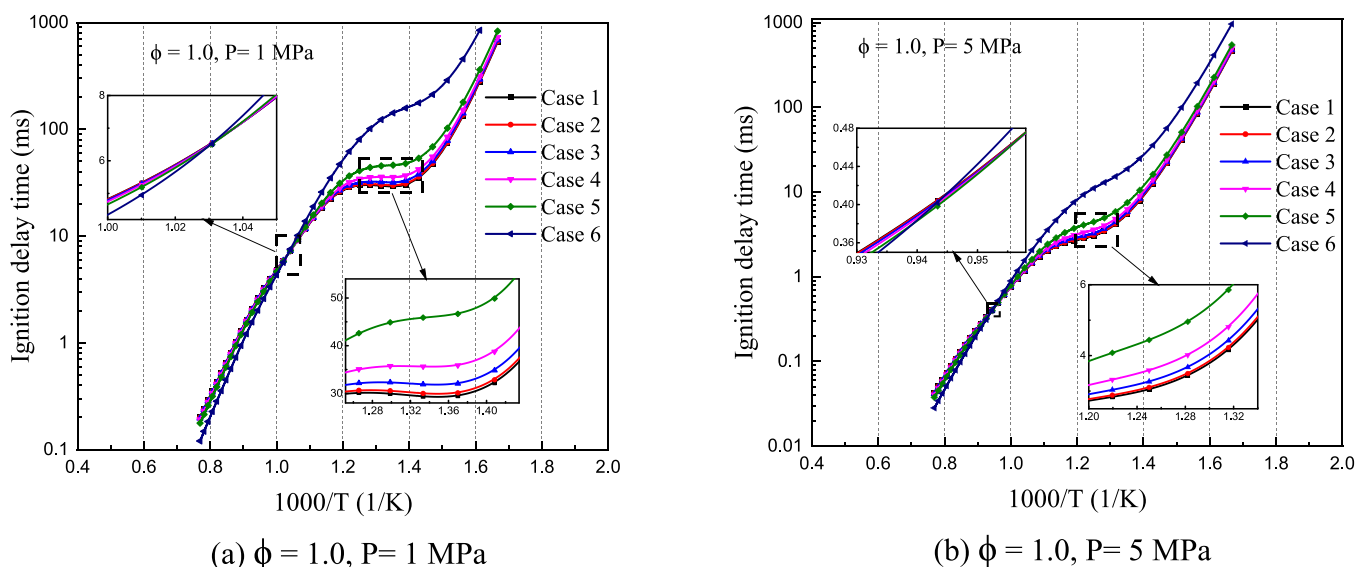 1000
100
10
1
0.1
Ignition delay time (ms)
0.4 0.6 0.8 1.0 1.2 1.4 1.6 1.8 2.0
1000/T (1/K)
ϕ = 1.0, P= 1 MPa
8
6
4
1.00 1.02 1.04
Case 1
Case 2
Case 3
Case 4
Case 5
Case 6
50
40
30
1.28 1.32 1.36 1.40
(a) ϕ = 1.0, P= 1 MPa
1000
100
10
1
0.1
0.01
Ignition delay time (ms)
0.4 0.6 0.8 1.0 1.2 1.4 1.6 1.8 2.0
1000/T (1/K)
ϕ = 1.0, P= 5 MPa
0.48
0.44
0.40
0.36
0.93 0.94 0.95
Case 1
Case 2
Case 3
Case 4
Case 5
Case 6
6
4
1.20 1.24 1.28 1.32
(b) ϕ = 1.0, P= 5 MPa